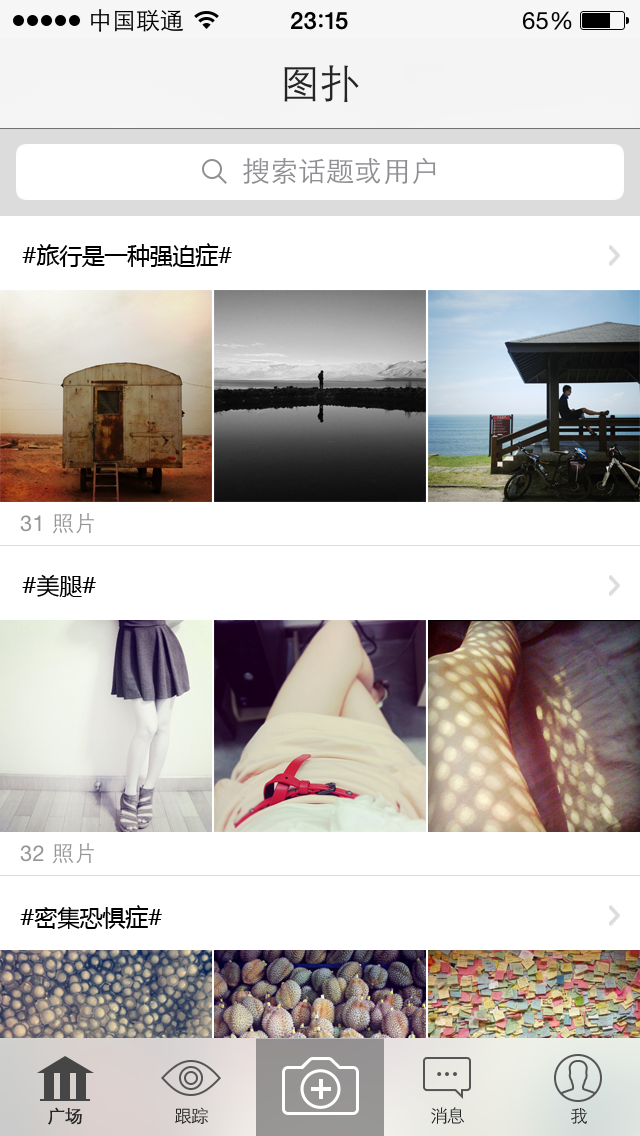 中国联通 23:15 65%
图扑
搜索话题或用户
#旅行是一种强迫症#
31 照片
#美腿#
32 照片
#密集恐惧症#
广场 跟踪 消息 我